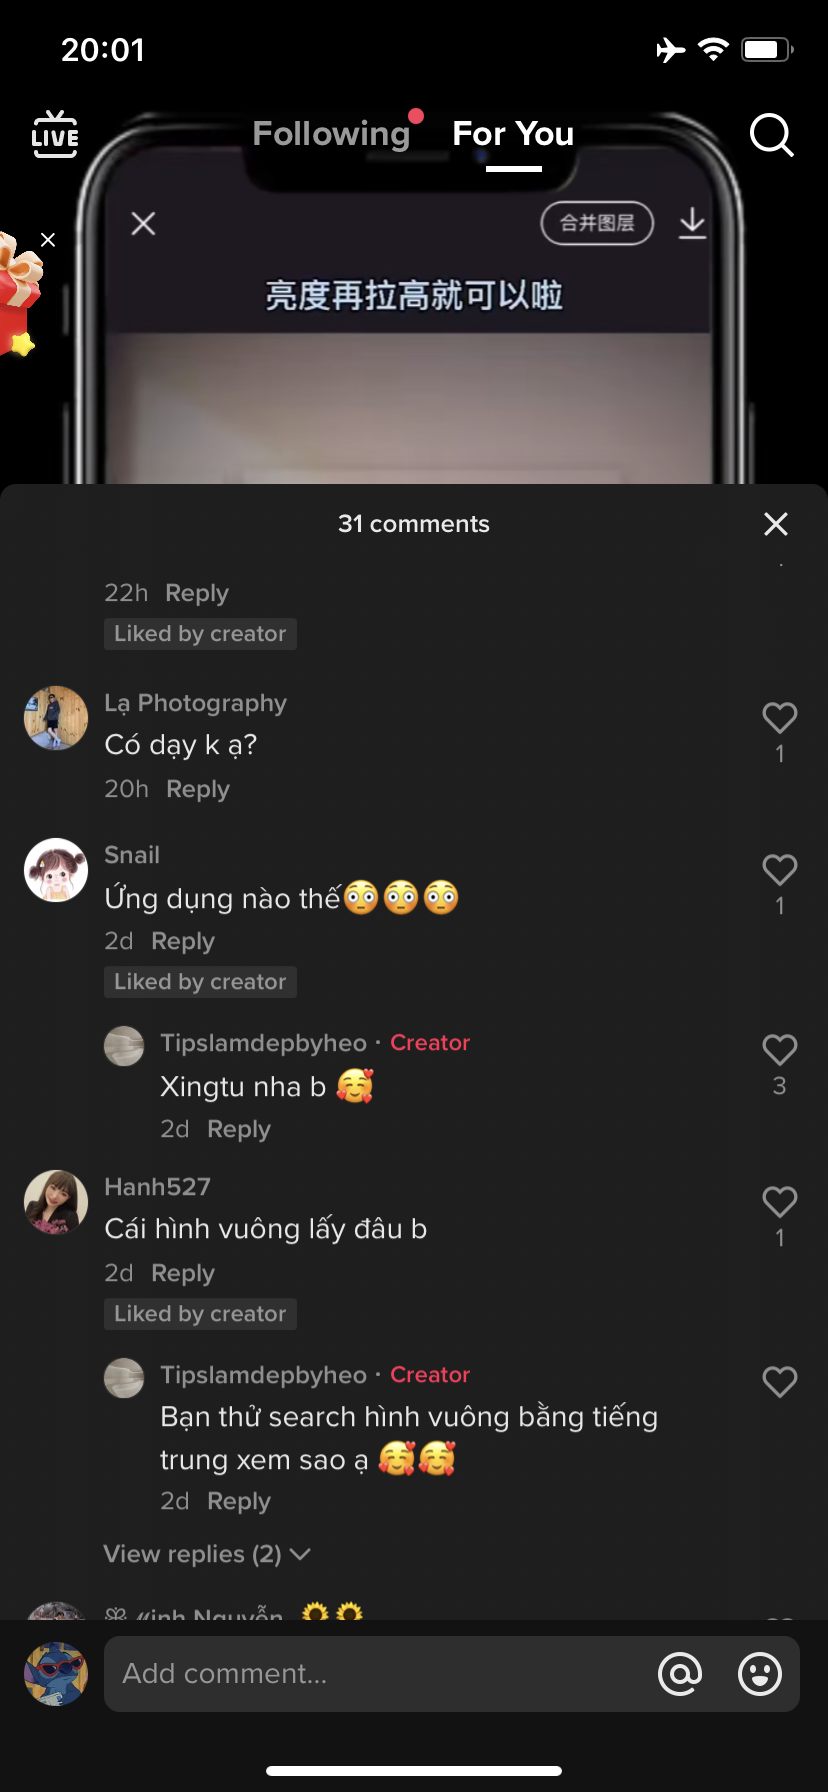 20:01
LIVE
Following
For You
合并图层
亮度再拉高就可以啦
31 comments
22h Reply
Liked by creator
Lạ Photography
Có dạy k ạ?
1
20h Reply
Snail
Ứng dụng nào thế😳😳😳
1
2d Reply
Liked by creator
Tipslamdepbyheo · Creator
Xingtu nha b 🥰
3
2d Reply
Hanh527
Cái hình vuông lấy đâu b
1
2d Reply
Liked by creator
Tipslamdepbyheo · Creator
Bạn thử search hình vuông bằng tiếng
trung xem sao ạ 🥰🥰
2d Reply
View replies (2)
Nguyễn 🌻🌻
Add comment...